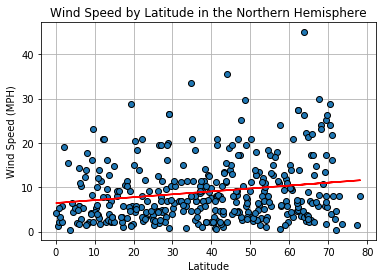 Wind Speed by Latitude in the Northern Hemisphere
Wind Speed (MPH)
40
30
20
10
0
0 10 20 30 40 50 60 70 80
Latitude